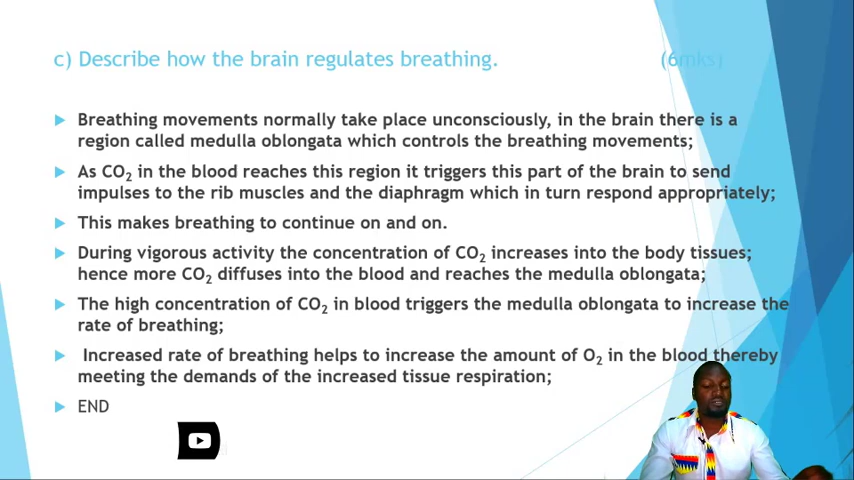 c) Describe how the brain regulates breathing. (6mks)
Breathing movements normally take place unconsciously, in the brain there is a
region called medulla oblongata which controls the breathing movements;
As CO2 in the blood reaches this region it triggers this part of the brain to send
impulses to the rib muscles and the diaphragm which in turn respond appropriately;
This makes breathing to continue on and on.
During vigorous activity the concentration of CO2 increases into the body tissues;
hence more CO2 diffuses into the blood and reaches the medulla oblongata;
The high concentration of CO2 in blood triggers the medulla oblongata to increase the
rate of breathing;
Increased rate of breathing helps to increase the amount of O2 in the blood thereby
meeting the demands of the increased tissue respiration;
END